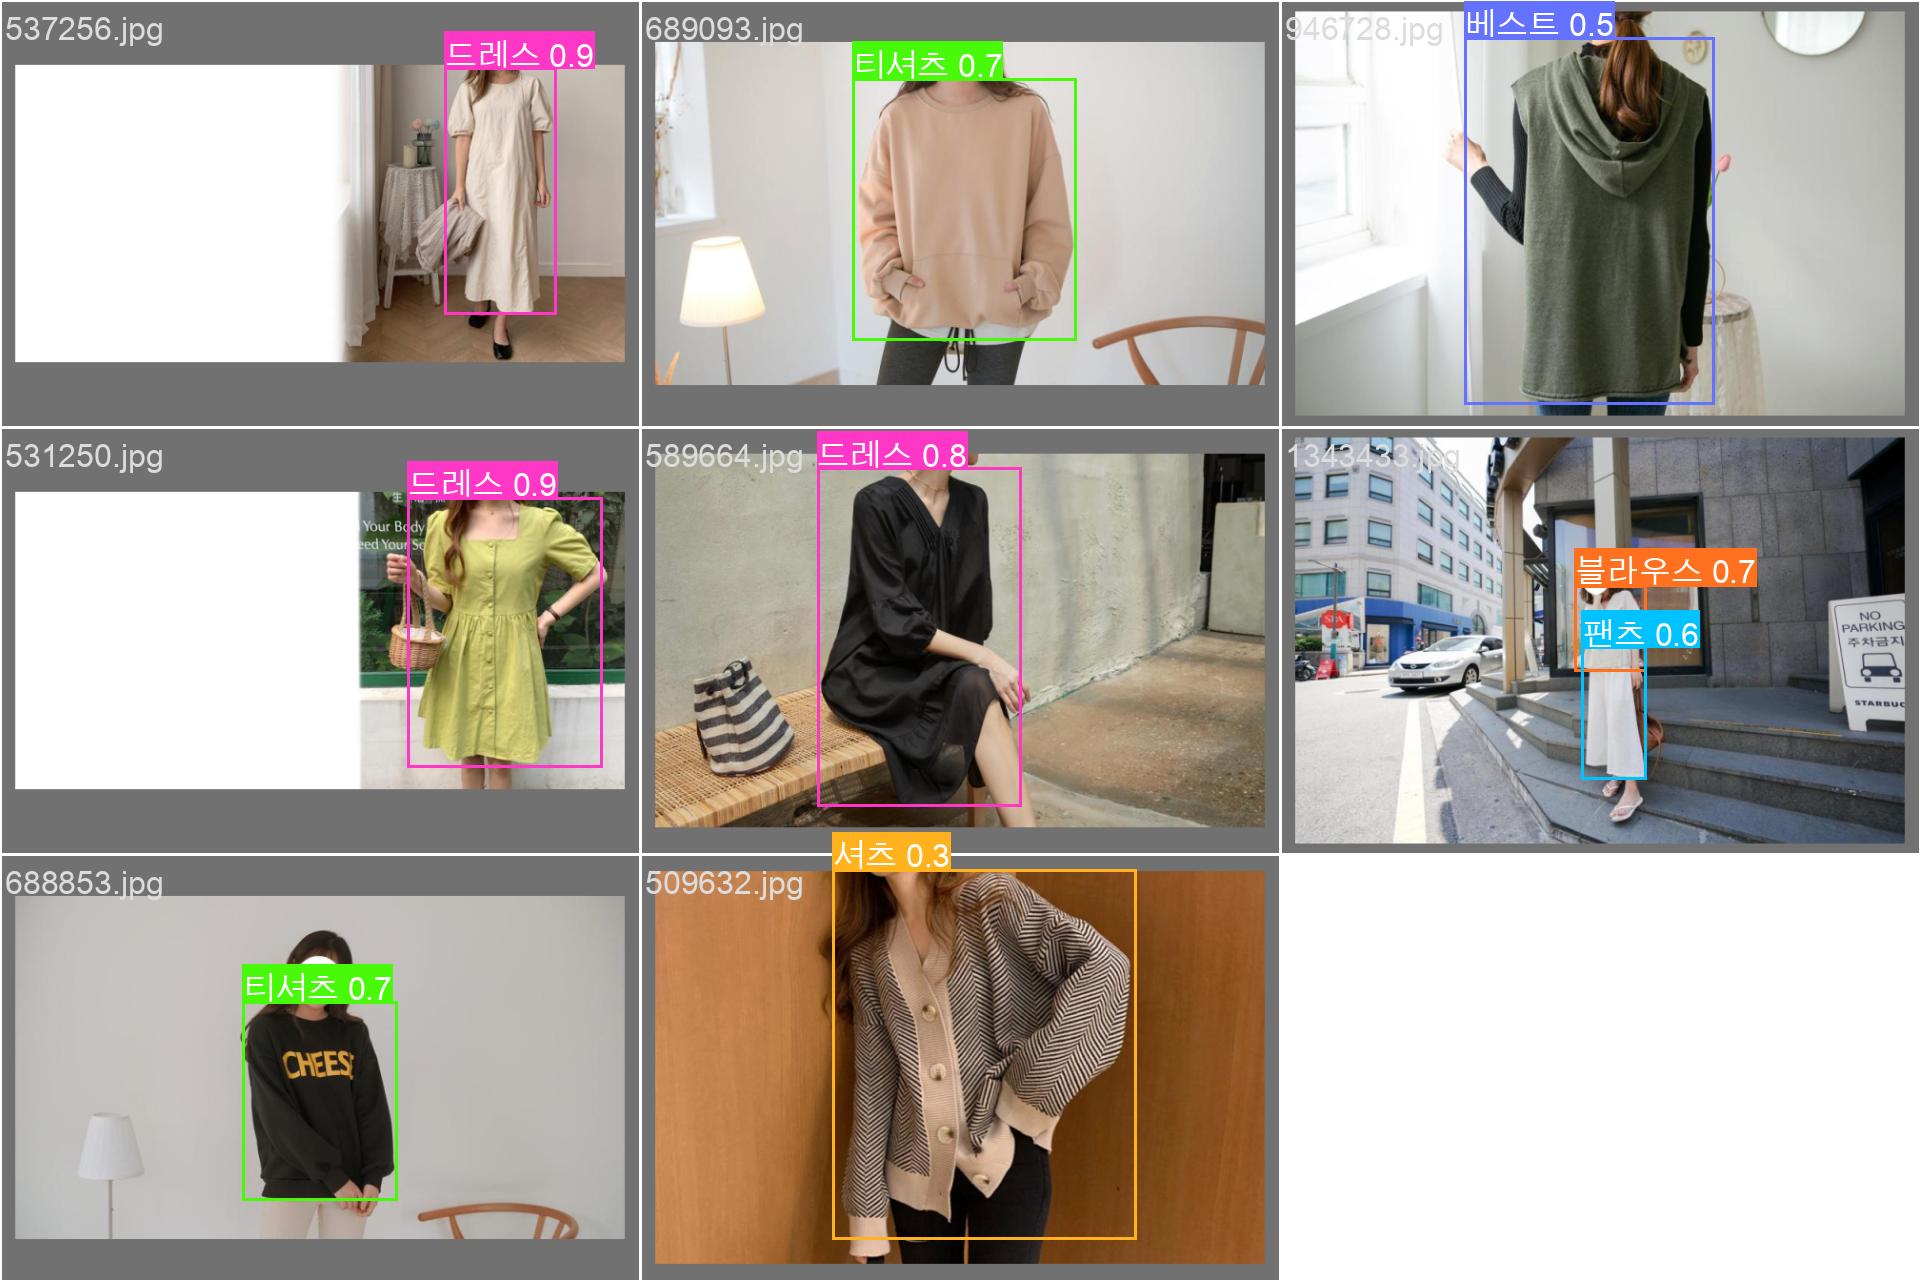 537256.jpg
드레스 0.9
689093.jpg
티셔츠 0.7
946728.jpg
베스트 0.5
531250.jpg
드레스 0.9
Your Body
eed Your
589664.jpg
드레스 0.8
1343433.jpg
블라우스 0.7
팬츠 0.6
NO
PARKING
주차금지
STARBUC
688853.jpg
티셔츠 0.7
CHEESE
509632.jpg
셔츠 0.3